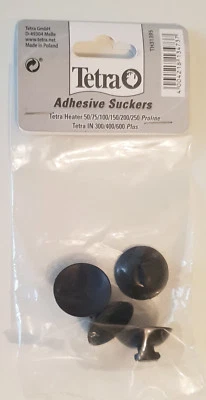 Tetra GmbH
D-49304 Melle
www.tetra.net
Made in Poland
Tetra
Adhesive Suckers
Tetra Heater 50/75/100/150/200/250 Proline
Tetra IN 300/400/600 Plus